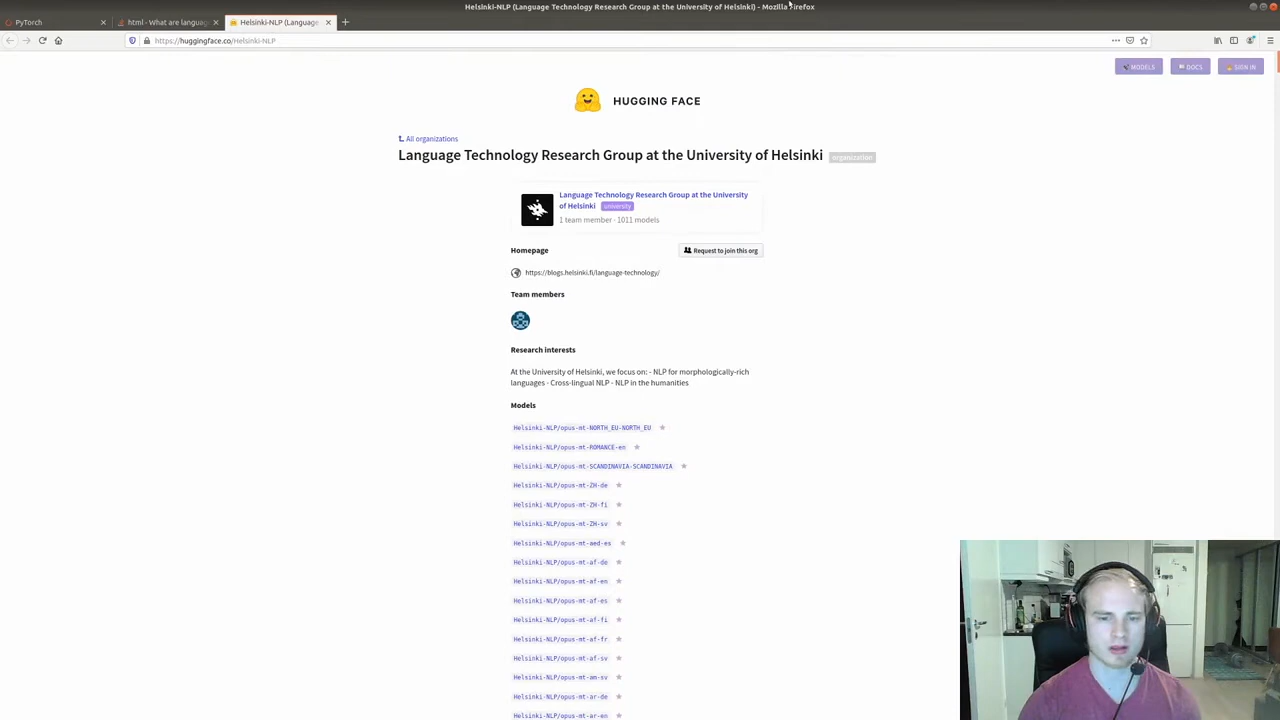 Helsinki-NLP (Language Technology Research Group at the University of Helsinki) - Mozilla Firefox
PyTorch
html - What are langua
Helsinki-NLP (Language
https://huggingface.co/Helsinki-NLP
MODELS
DOCS
SIGN IN
HUGGING FACE
All organizations
Language Technology Research Group at the University of Helsinki organization
Language Technology Research Group at the University
of Helsinki university
1 team member · 1011 models
Homepage
Request to join this org
https://blogs.helsinki.fi/language-technology/
Team members
Research interests
At the University of Helsinki, we focus on: - NLP for morphologically-rich
languages - Cross-lingual NLP - NLP in the humanities
Models
Helsinki-NLP/opus-mt-NORTH_EU-NORTH_EU
Helsinki-NLP/opus-mt-ROMANCE-en
Helsinki-NLP/opus-mt-SCANDINAVIA-SCANDINAVIA
Helsinki-NLP/opus-mt-ZH-de
Helsinki-NLP/opus-mt-ZH-fi
Helsinki-NLP/opus-mt-ZH-sv
Helsinki-NLP/opus-mt-aed-es
Helsinki-NLP/opus-mt-af-de
Helsinki-NLP/opus-mt-af-en
Helsinki-NLP/opus-mt-af-es
Helsinki-NLP/opus-mt-af-fi
Helsinki-NLP/opus-mt-af-fr
Helsinki-NLP/opus-mt-af-sv
Helsinki-NLP/opus-mt-am-sv
Helsinki-NLP/opus-mt-ar-de
Helsinki-NLP/opus-mt-ar-en